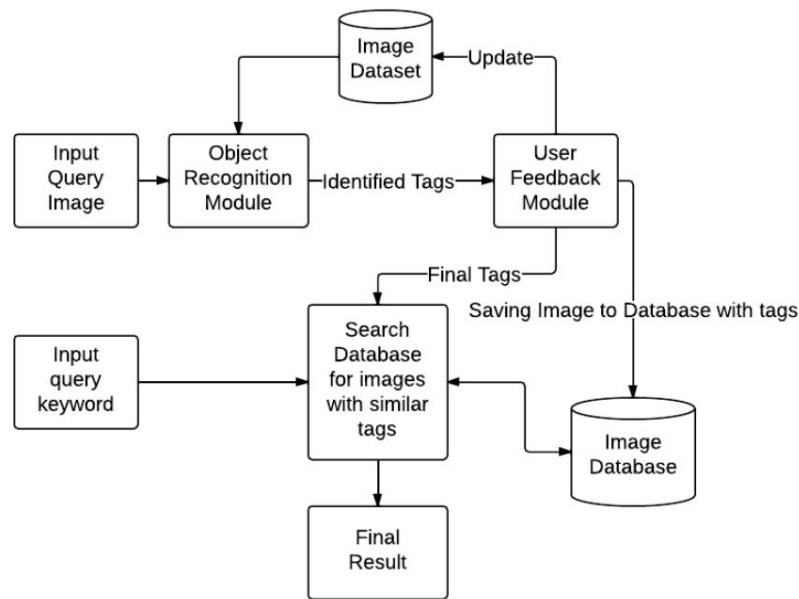 Image
Dataset
Update
Input
Query
Image
Object
Recognition
Module
Identified Tags
User
Feedback
Module
Final Tags
Saving Image to Database with tags
Input
query
keyword
Search
Database
for images
with similar
tags
Image
Database
Final
Result